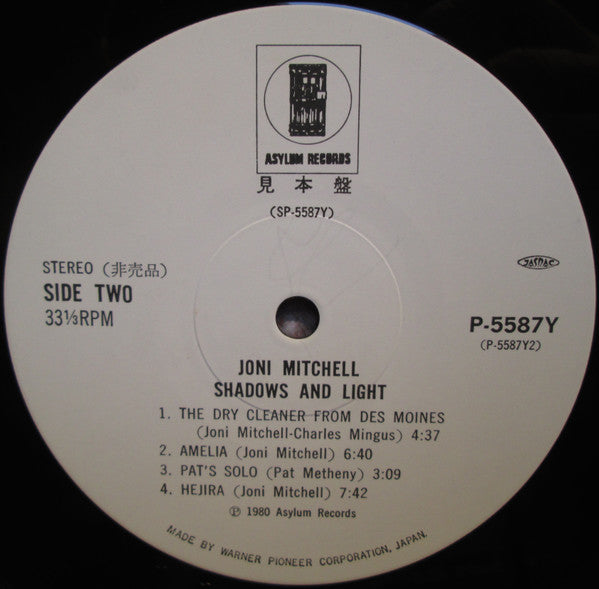 ASYLUM RECORDS
見本盤
(SP-5587Y)
STEREO (非売品)
SIDE TWO
33⅓RPM
JASRAC
P-5587Y
(P-5587Y2)
JONI MITCHELL
SHADOWS AND LIGHT
1. THE DRY CLEANER FROM DES MOINES
(Joni Mitchell-Charles Mingus) 4:37
2. AMELIA (Joni Mitchell) 6:40
3. PAT'S SOLO (Pat Metheny) 3:09
4. HEJIRA (Joni Mitchell) 7:42
℗ 1980 Asylum Records
MADE BY WARNER PIONEER CORPORATION, JAPAN.